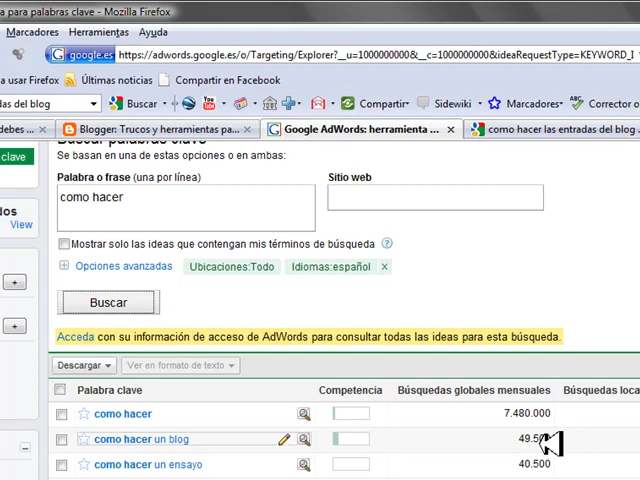 a para palabras clave - Mozilla Firefox
Marcadores Herramientas Ayuda
google.es https://adwords.google.es/o/Targeting/Explorer?__u=1000000000&__c=1000000000&ideaRequestType=KEYWORD_I
a usar Firefox Últimas noticias Compartir en Facebook
das del blog Buscar Compartir Sidewiki Marcadores Corrector o
debes ... Blogger: Trucos y herramientas pa... Google AdWords: herramienta ... como hacer las entradas del blog
clave Buscar palabras clave
Se basan en una de estas opciones o en ambas:
Palabra o frase (una por línea) Sitio web
como hacer
dos
View
Mostrar solo las ideas que contengan mis términos de búsqueda ?
Opciones avanzadas Ubicaciones:Todo Idiomas:español x
+
Buscar
+
Acceda con su información de acceso de AdWords para consultar todas las ideas para esta búsqueda.
Descargar Ver en formato de texto
Palabra clave Competencia Búsquedas globales mensuales Búsquedas loca
como hacer 7.480.000
como hacer un blog 49.500
como hacer un ensayo 40.500